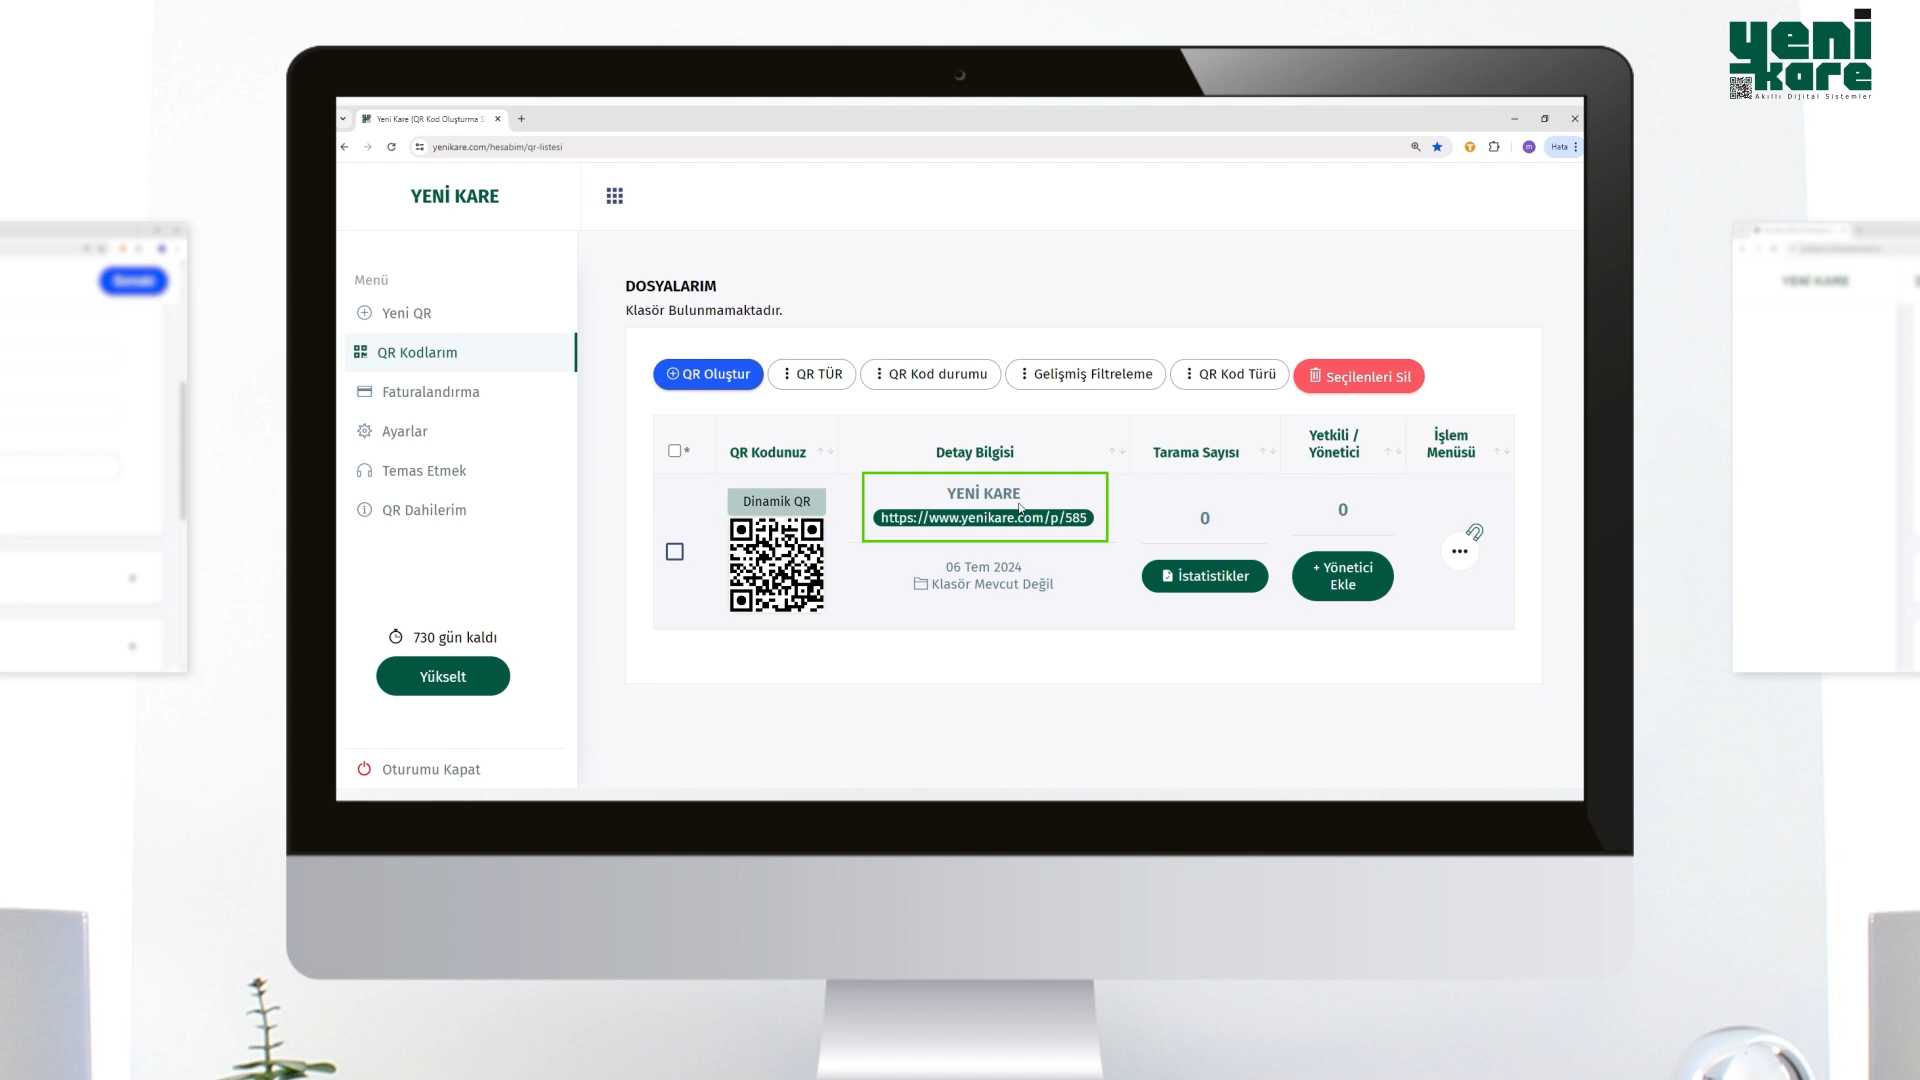 yeni
kare
Akıllı Dijital Sistemler
Yeni Kare (QR Kod Oluşturma S
yenikare.com/hesabim/qr-listesi
Hata
YENİ KARE
Menü
Yeni QR
QR Kodlarım
Faturalandırma
Ayarlar
Temas Etmek
QR Dahilerim
730 gün kaldı
Yükselt
Oturumu Kapat
DOSYALARIM
Klasör Bulunmamaktadır.
QR Oluştur
QR TÜR
QR Kod durumu
Gelişmiş Filtreleme
QR Kod Türü
Seçilenleri Sil
*
QR Kodunuz
Detay Bilgisi
Tarama Sayısı
Yetkili /
Yönetici
İşlem
Menüsü
Dinamik QR
YENİ KARE
https://www.yenikare.com/p/585
06 Tem 2024
Klasör Mevcut Değil
0
İstatistikler
0
+ Yönetici
Ekle
YENİ KARE